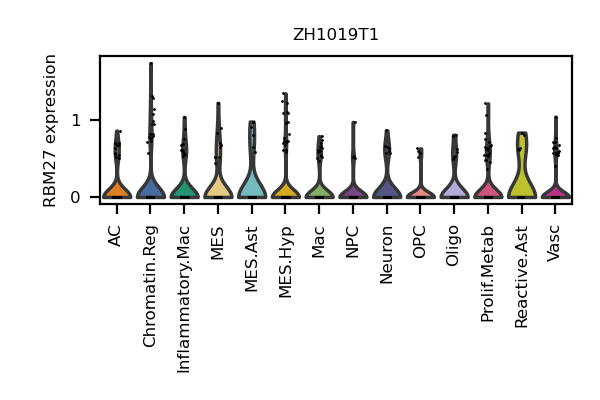 ZH1019T1
RBM27 expression
1
0
AC
Chromatin.Reg
Inflammatory.Mac
MES
MES.Ast
MES.Hyp
Mac
NPC
Neuron
OPC
Oligo
Prolif.Metab
Reactive.Ast
Vasc